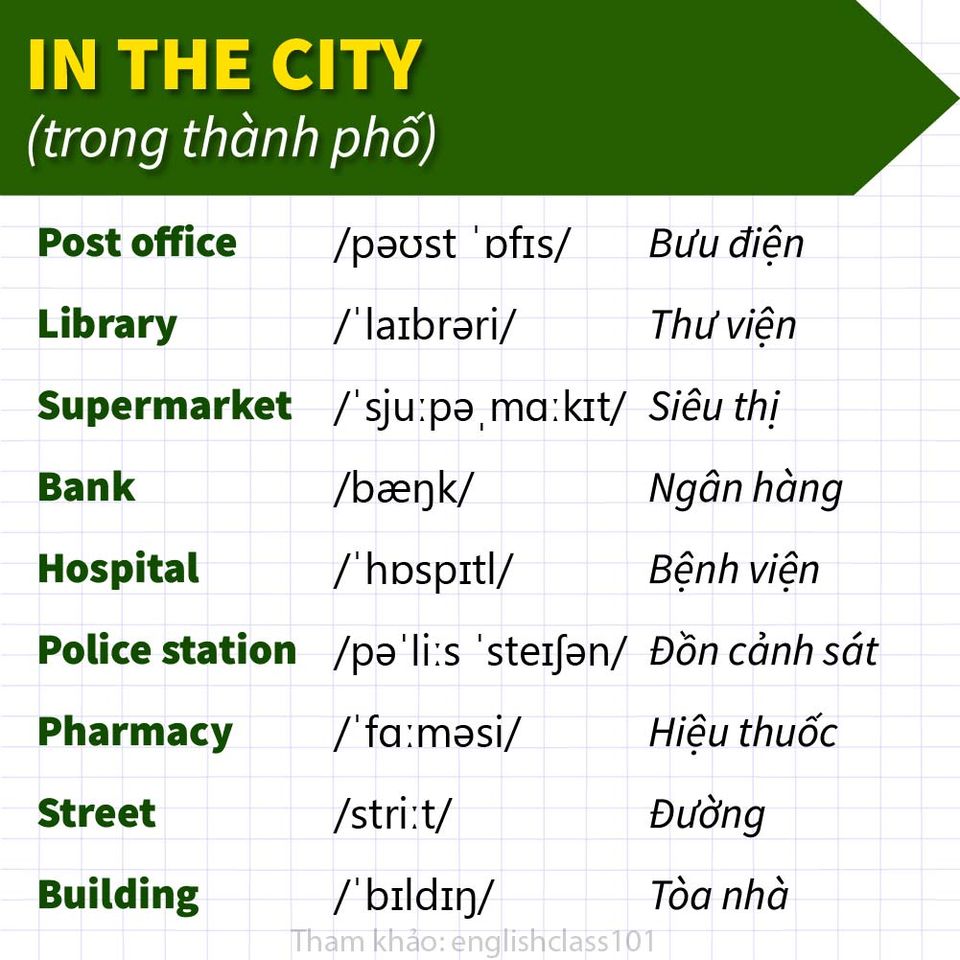 IN THE CITY
(trong thành phố)
Post office /pəʊst ˈɒfɪs/ Bưu điện
Library /ˈlaɪbrəri/ Thư viện
Supermarket /ˈsjuːpəˌmɑːkɪt/ Siêu thị
Bank /bæŋk/ Ngân hàng
Hospital /ˈhɒspɪtl/ Bệnh viện
Police station /pəˈliːs ˈsteɪʃən/ Đồn cảnh sát
Pharmacy /ˈfɑːməsi/ Hiệu thuốc
Street /striːt/ Đường
Building /ˈbɪldɪŋ/ Tòa nhà
Tham khảo: englishclass101